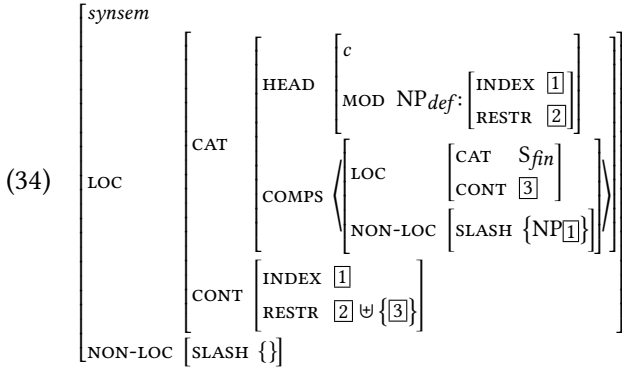 (34)
synsem
LOC
CAT
HEAD
c
MOD NPdef: [INDEX 1]
[RESTR 2]
COMPS ⟨[LOC [CAT Sfin]
[CONT 3]]
[NON-LOC [SLASH {NP1}]]⟩
CONT [INDEX 1]
[RESTR 2 ⊎ {3}]
NON-LOC [SLASH {}]